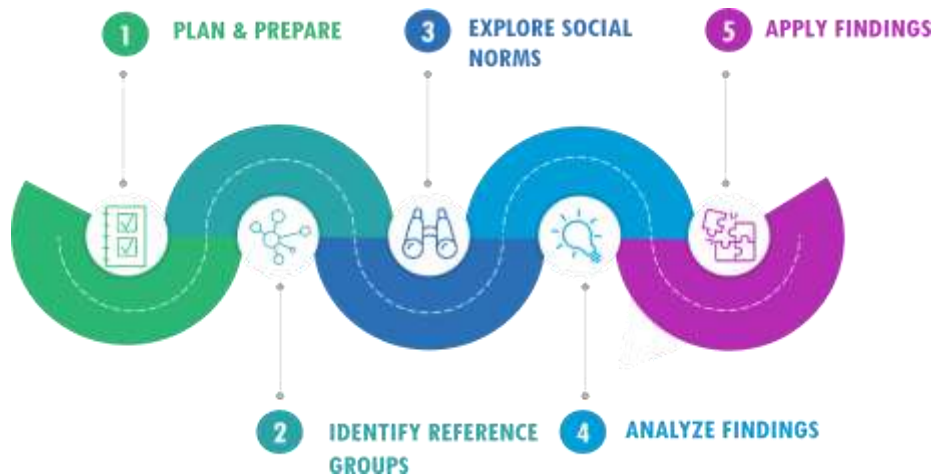 1 PLAN & PREPARE
3 EXPLORE SOCIAL
NORMS
5 APPLY FINDINGS
2 IDENTIFY REFERENCE
GROUPS
4 ANALYZE FINDINGS